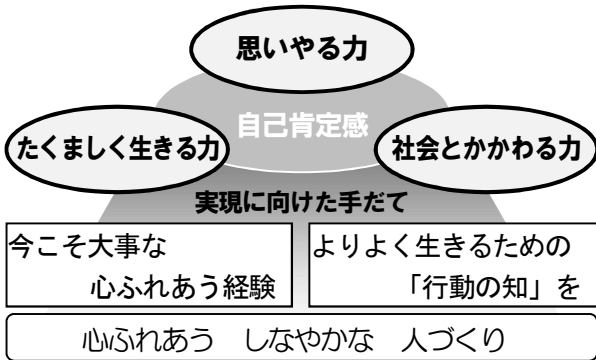 思いやる力
自己肯定感
たくましく生きる力
社会とかかわる力
実現に向けた手だて
今こそ大事な
心ふれあう経験
よりよく生きるための
「行動の知」を
心ふれあう しなやかな 人づくり